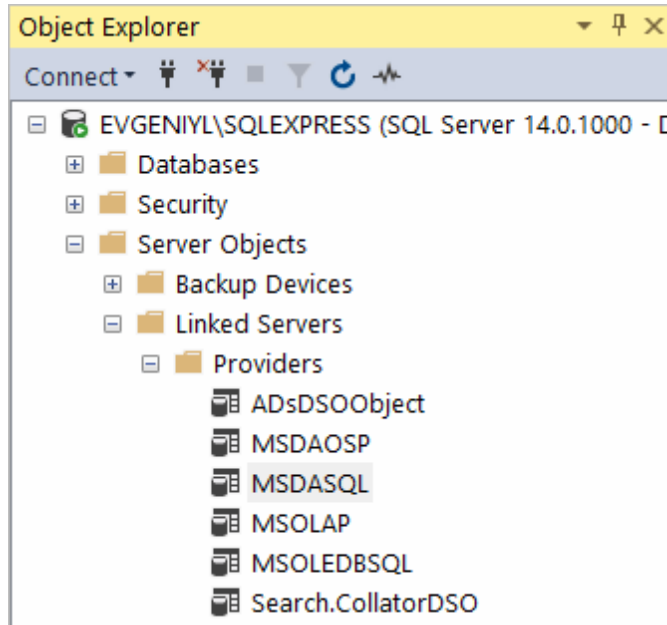 Object Explorer
Connect
EVGENIYL\SQLEXPRESS (SQL Server 14.0.1000 - D
Databases
Security
Server Objects
Backup Devices
Linked Servers
Providers
ADsDSOObject
MSDAOSP
MSDASQL
MSOLAP
MSOLEDBSQL
Search.CollatorDSO